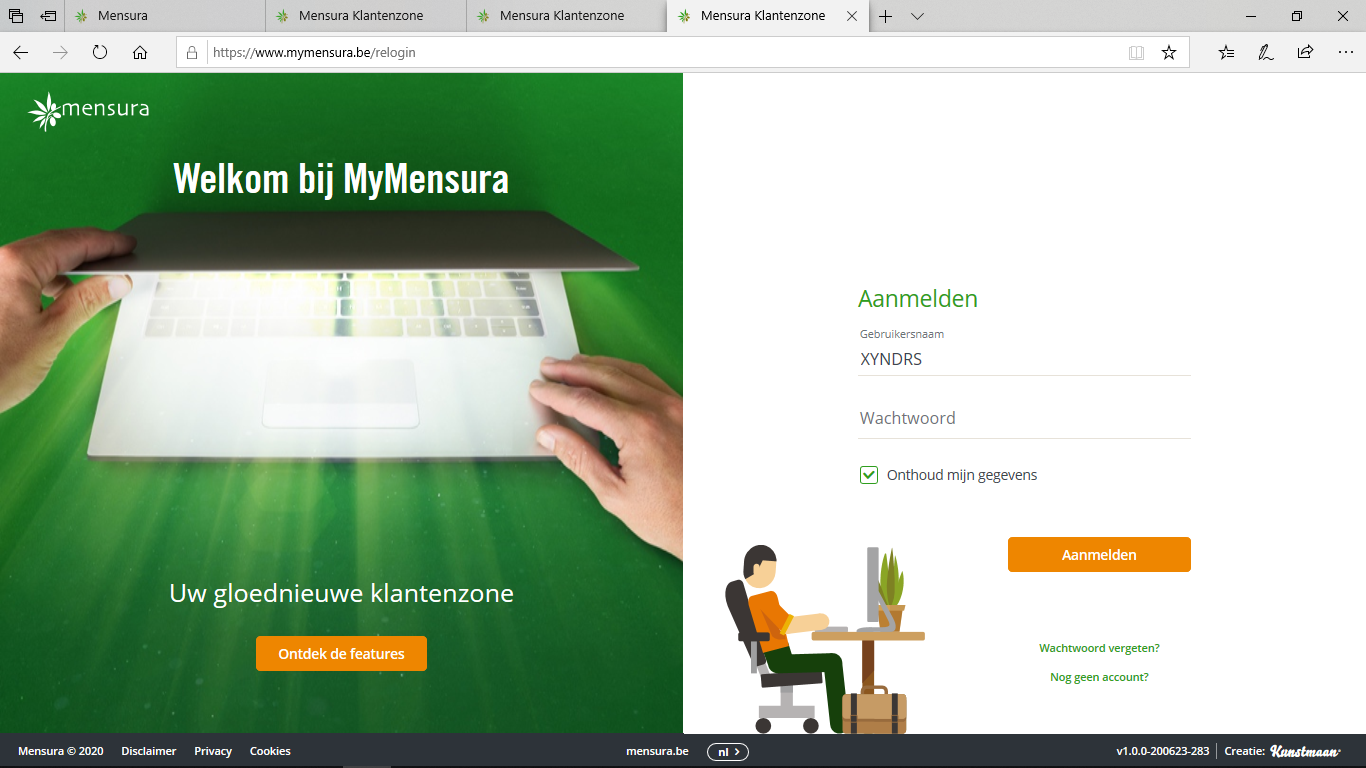 Mensura
Mensura Klantenzone
Mensura Klantenzone
Mensura Klantenzone
https://www.mymensura.be/relogin
mensura
Welkom bij MyMensura
Uw gloednieuwe klantenzone
Ontdek de features
Aanmelden
Gebruikersnaam
XYNDRS
Wachtwoord
Onthoud mijn gegevens
Aanmelden
Wachtwoord vergeten?
Nog geen account?
Mensura © 2020 Disclaimer Privacy Cookies mensura.be nl v1.0.0-200623-283 Creatie: Kunstmaan